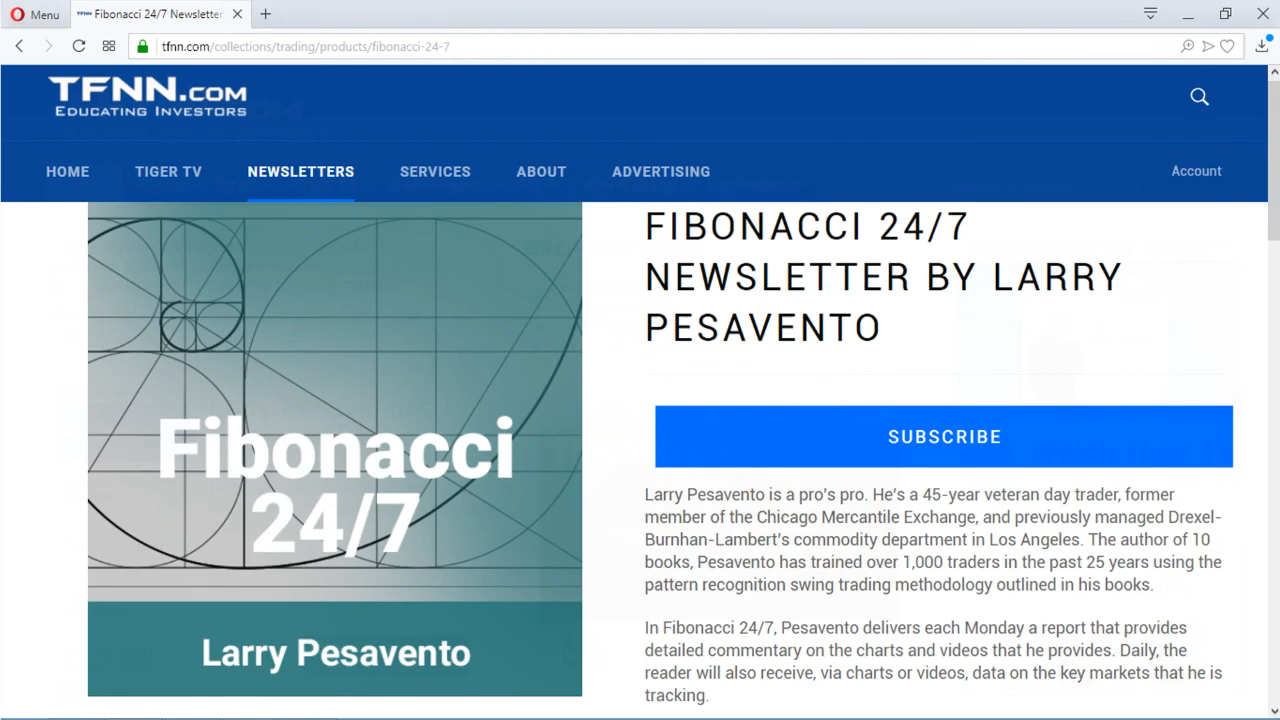 Menu
Fibonacci 24/7 Newsletter
tfnn.com/collections/trading/products/fibonacci-24-7
TFNN.COM
EDUCATING INVESTORS
HOME TIGER TV NEWSLETTERS SERVICES ABOUT ADVERTISING Account
Fibonacci
24/7
Larry Pesavento
FIBONACCI 24/7
NEWSLETTER BY LARRY
PESAVENTO
SUBSCRIBE
Larry Pesavento is a pro's pro. He's a 45-year veteran day trader, former
member of the Chicago Mercantile Exchange, and previously managed Drexel-
Burnhan-Lambert's commodity department in Los Angeles. The author of 10
books, Pesavento has trained over 1,000 traders in the past 25 years using the
pattern recognition swing trading methodology outlined in his books.
In Fibonacci 24/7, Pesavento delivers each Monday a report that provides
detailed commentary on the charts and videos that he provides. Daily, the
reader will also receive, via charts or videos, data on the key markets that he is
tracking.